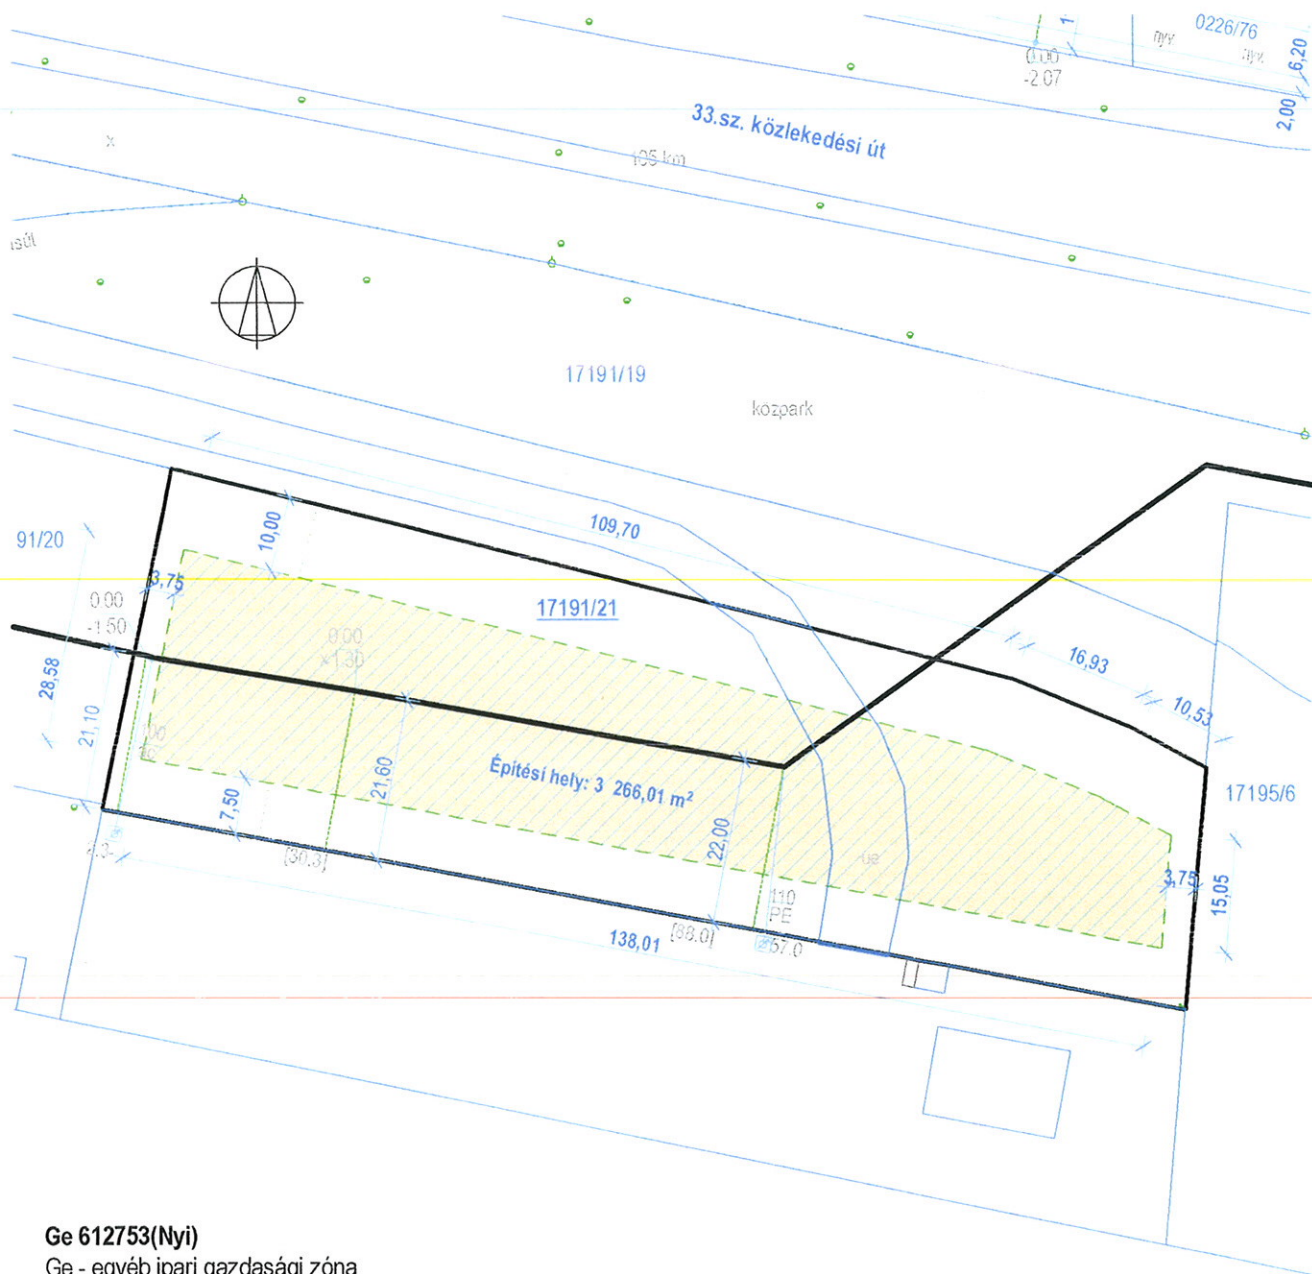 0226/76
nyv.
nyv.
6,20
0.00
-2.07
2,00
33.sz. közlekedési út
x
105 km
17191/19
közpark
91/20
10,00
109,70
3,75
17191/21
0.00
-1.50
0.00
x1.30
28,58
21,10
16,93
10,53
21,60
Építési hely: 3 266,01 m²
7,50
22,00
17195/6
üe
3,75
15,05
[30.3]
110
PE
[88.0]
57.0
138,01
Ge 612753(Nyi)
Ge - egyéb ipari gazdasági zóna